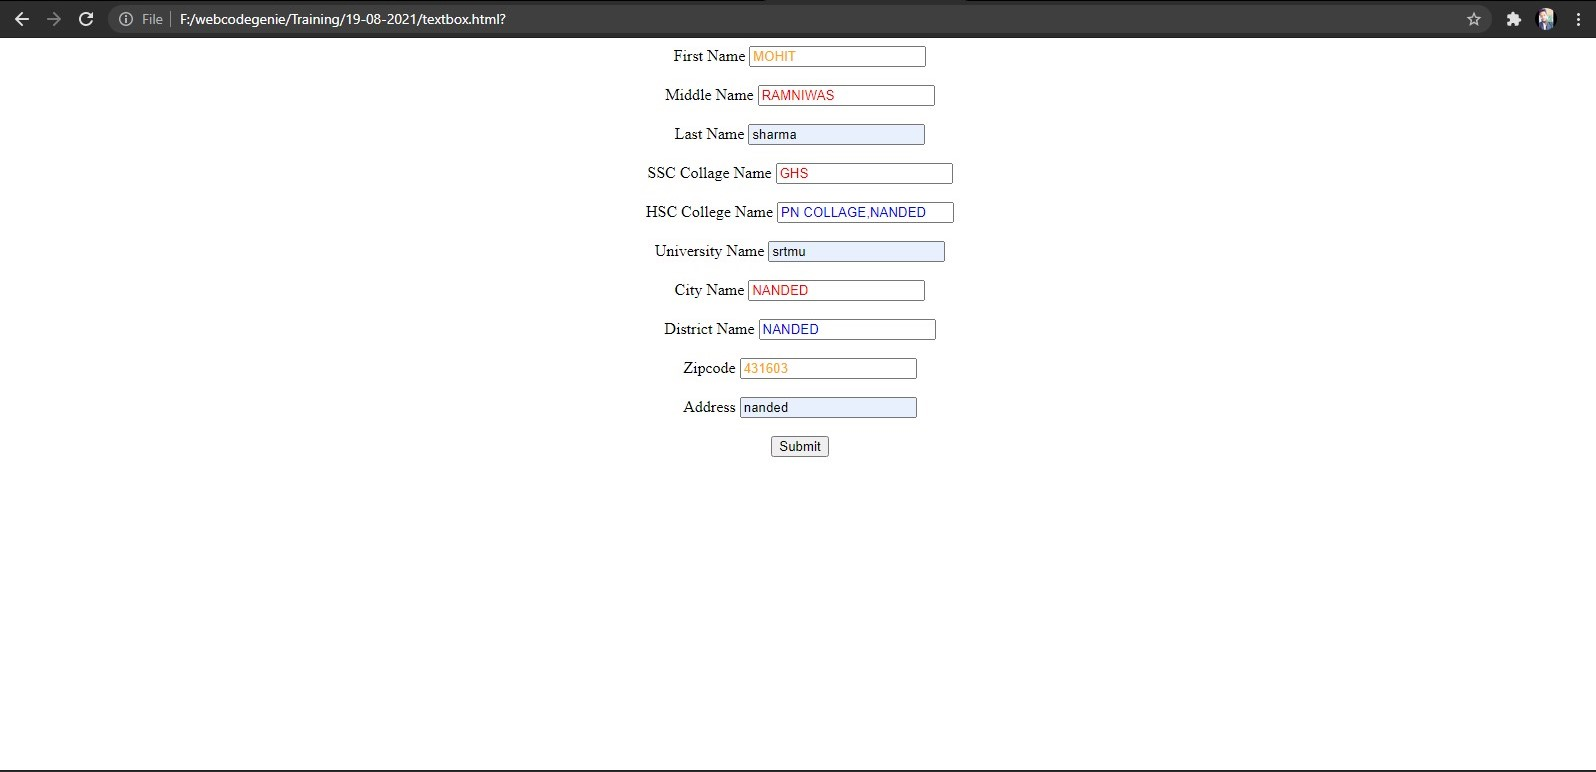 File | F:/webcodegenie/Training/19-08-2021/textbox.html?
First Name MOHIT
Middle Name RAMNIWAS
Last Name sharma
SSC Collage Name GHS
HSC College Name PN COLLAGE,NANDED
University Name srtmu
City Name NANDED
District Name NANDED
Zipcode 431603
Address nanded
Submit